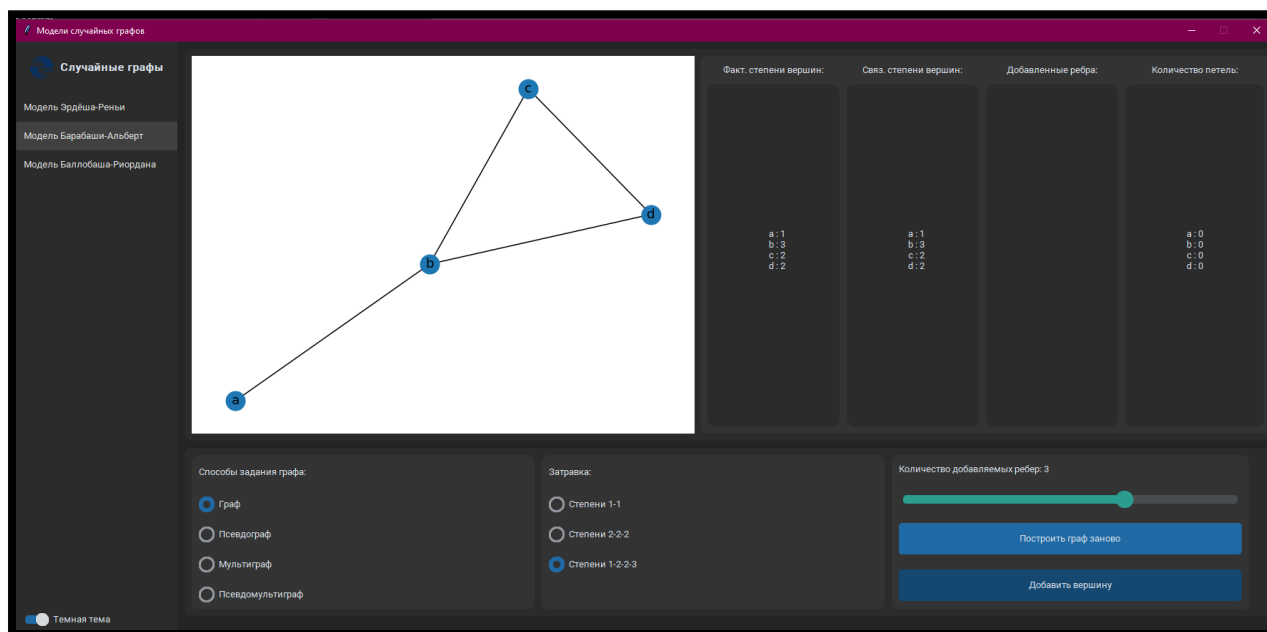 Модели случайных графов
Случайные графы
Модель Эрдёша-Реньи
Модель Барабаши-Альберт
Модель Баллобаша-Риордана
Темная тема
c
d
b
a
Факт. степени вершин:
a : 1
b : 3
c : 2
d : 2
Связ. степени вершин:
a : 1
b : 3
c : 2
d : 2
Добавленные ребра:
Количество петель:
a : 0
b : 0
c : 0
d : 0
Способы задания графа:
Граф
Псевдограф
Мультиграф
Псевдомультиграф
Затравка:
Степени 1-1
Степени 2-2-2
Степени 1-2-2-3
Количество добавляемых ребер: 3
Построить граф заново
Добавить вершину